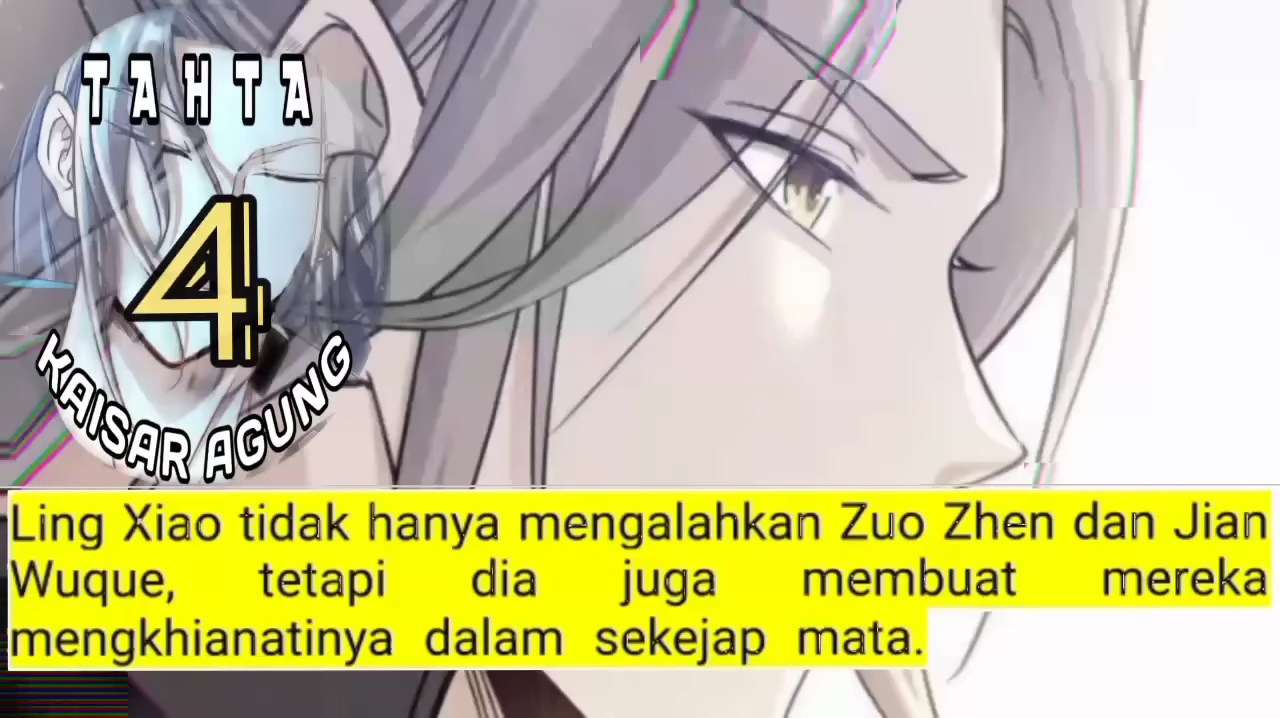 TAHTA
4
KAISAR AGUNG
Ling Xiao tidak hanya mengalahkan Zuo Zhen dan Jian
Wuque, tetapi dia juga membuat mereka
mengkhianatinya dalam sekejap mata.